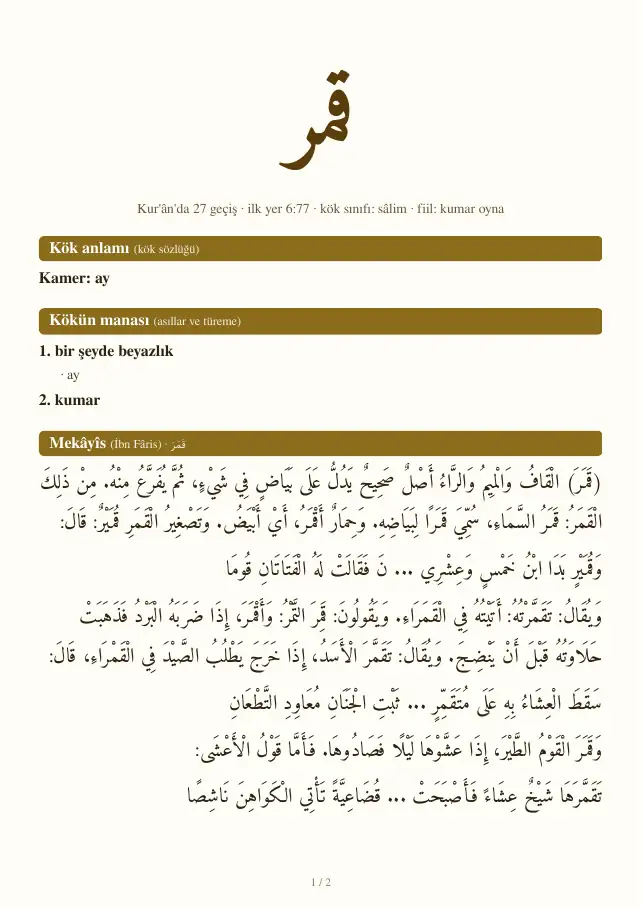 قمر
Kur'ân'da 27 geçiş · ilk yer 6:77 · kök sınıfı: sâlim · fiil: kumar oyna
Kök anlamı (kök sözlüğü)
Kamer: ay
Kökün manası (asıllar ve türeme)
1. bir şeyde beyazlık
· ay
2. kumar
Mekâyîs (İbn Fâris) · قَمَرَ
(قَمَرَ) الْقَافُ وَالْمِيمُ وَالرَّاءُ أَصْلٌ صَحِيحٌ يَدُلُّ عَلَى بَيَاضٍ فِي شَيْءٍ، ثُمَّ يُفَرَّعُ مِنْهُ. مِنْ ذَلِكَ
الْقَمَرُ: قَمَرُ السَّمَاءِ، سُمِّيَ قَمَرًا لِبَيَاضِهِ. وَحِمَارٌ أَقْمَرُ، أَيْ أَبْيَضُ. وَتَصْغِيرُ الْقَمَرِ قُمَيْرٌ: قَالَ:
وَقُمَيْرٍ بَدَا ابْنُ خَمْسٍ وَعِشْرِي ... نَ فَقَالَتْ لَهُ الْفَتَاتَانِ قُومَا
وَيُقَالُ: تَقَمَّرْتُهُ: أَتَيْتُهُ فِي الْقَمَرَاءِ. وَيَقُولُونَ: قَمِرَ التَّمْرُ: وَأَقْمَرَ، إِذَا ضَرَبَهُ الْبَرْدُ فَذَهَبَتْ
حَلَاوَتُهُ قَبْلَ أَنْ يَنْضِجَ. وَيُقَالُ: تَقَمَّرَ الْأَسَدُ، إِذَا خَرَجَ يَطْلُبُ الصَّيْدَ فِي الْقَمْرَاءِ، قَالَ:
سَقَطَ الْعِشَاءُ بِهِ عَلَى مُتَقَمِّرٍ ... ثَبْتِ الْجَنَانِ مُعَاوِدِ التَّطْعَانِ
وَقَمَرَ الْقَوْمُ الطَّيْرَ، إِذَا عَشَّوْهَا لَيْلًا فَصَادُوهَا. فَأَمَّا قَوْلُ الْأَعْشَى:
تَقَمَّرَهَا شَيْخٌ عِشَاءً فَأَصْبَحَتْ ... قُضَاعِيَّةً تَأْتِي الْكَوَاهِنَ نَاشِصًا
1 / 2